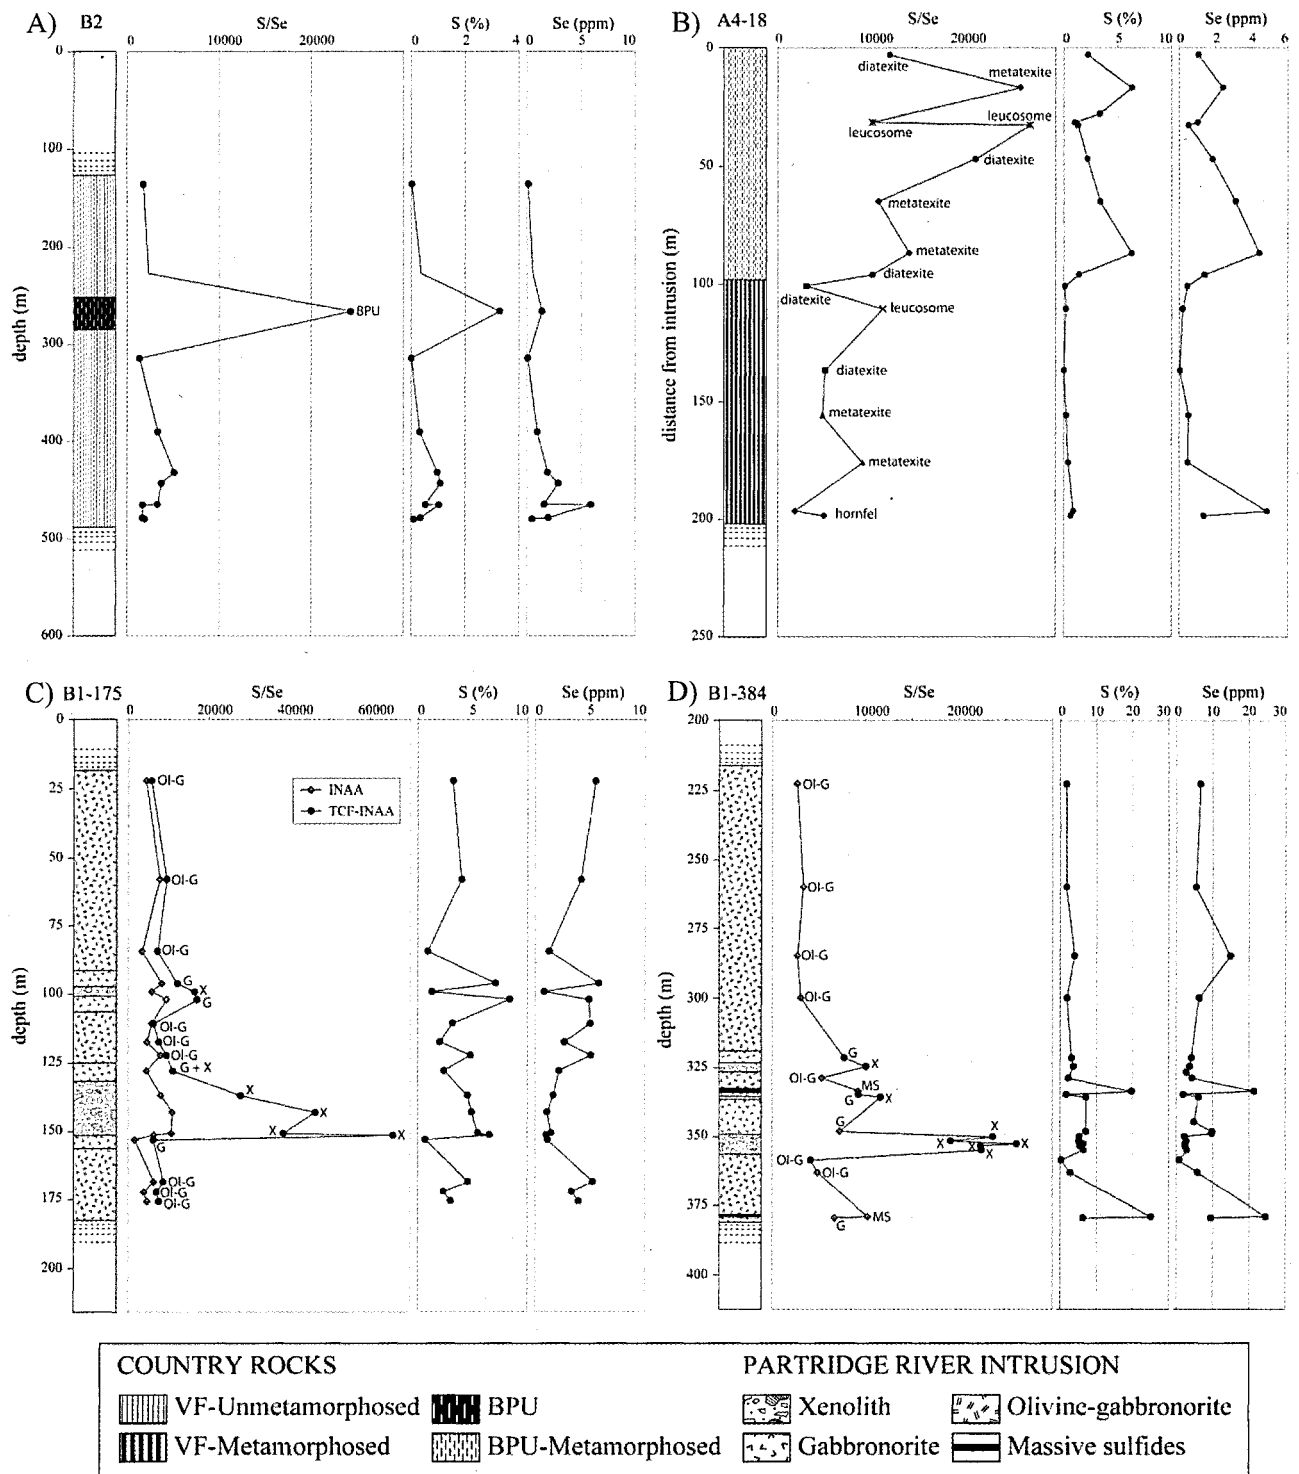 A) B2 S/Se S (%) Se (ppm)
0 10000 20000 0 2 4 0 5 10
0
100
200
300
400
500
600
depth (m)
BPU
B) A4-18 S/Se S (%) Se (ppm)
0 10000 20000 0 5 10 0 2 4 6
0
50
100
150
200
250
distance from intrusion (m)
diatexite
metatexite
leucosome
leucosome
diatexite
metatexite
metatexite
diatexite
diatexite
leucosome
diatexite
metatexite
metatexite
hornfel
C) B1-175 S/Se S (%) Se (ppm)
0 20000 40000 60000 0 5 10 0 5 10
0
25
50
75
100
125
150
175
200
depth (m)
INAA
TCF-INAA
Ol-G
Ol-G
Ol-G
G
X
G
Ol-G
Ol-G
Ol-G
G + X
X
X
X X
G
Ol-G
Ol-G
Ol-G
D) B1-384 S/Se S (%) Se (ppm)
0 10000 20000 0 10 20 30 0 10 20 30
200
225
250
275
300
325
350
375
400
depth (m)
Ol-G
Ol-G
Ol-G
Ol-G
G
X
Ol-G
MS
G X
X
X X
X
X
Ol-G
Ol-G
MS
G
COUNTRY ROCKS
VF-Unmetamorphosed BPU
VF-Metamorphosed BPU-Metamorphosed
PARTRIDGE RIVER INTRUSION
Xenolith Olivine-gabbronorite
Gabbronorite Massive sulfides